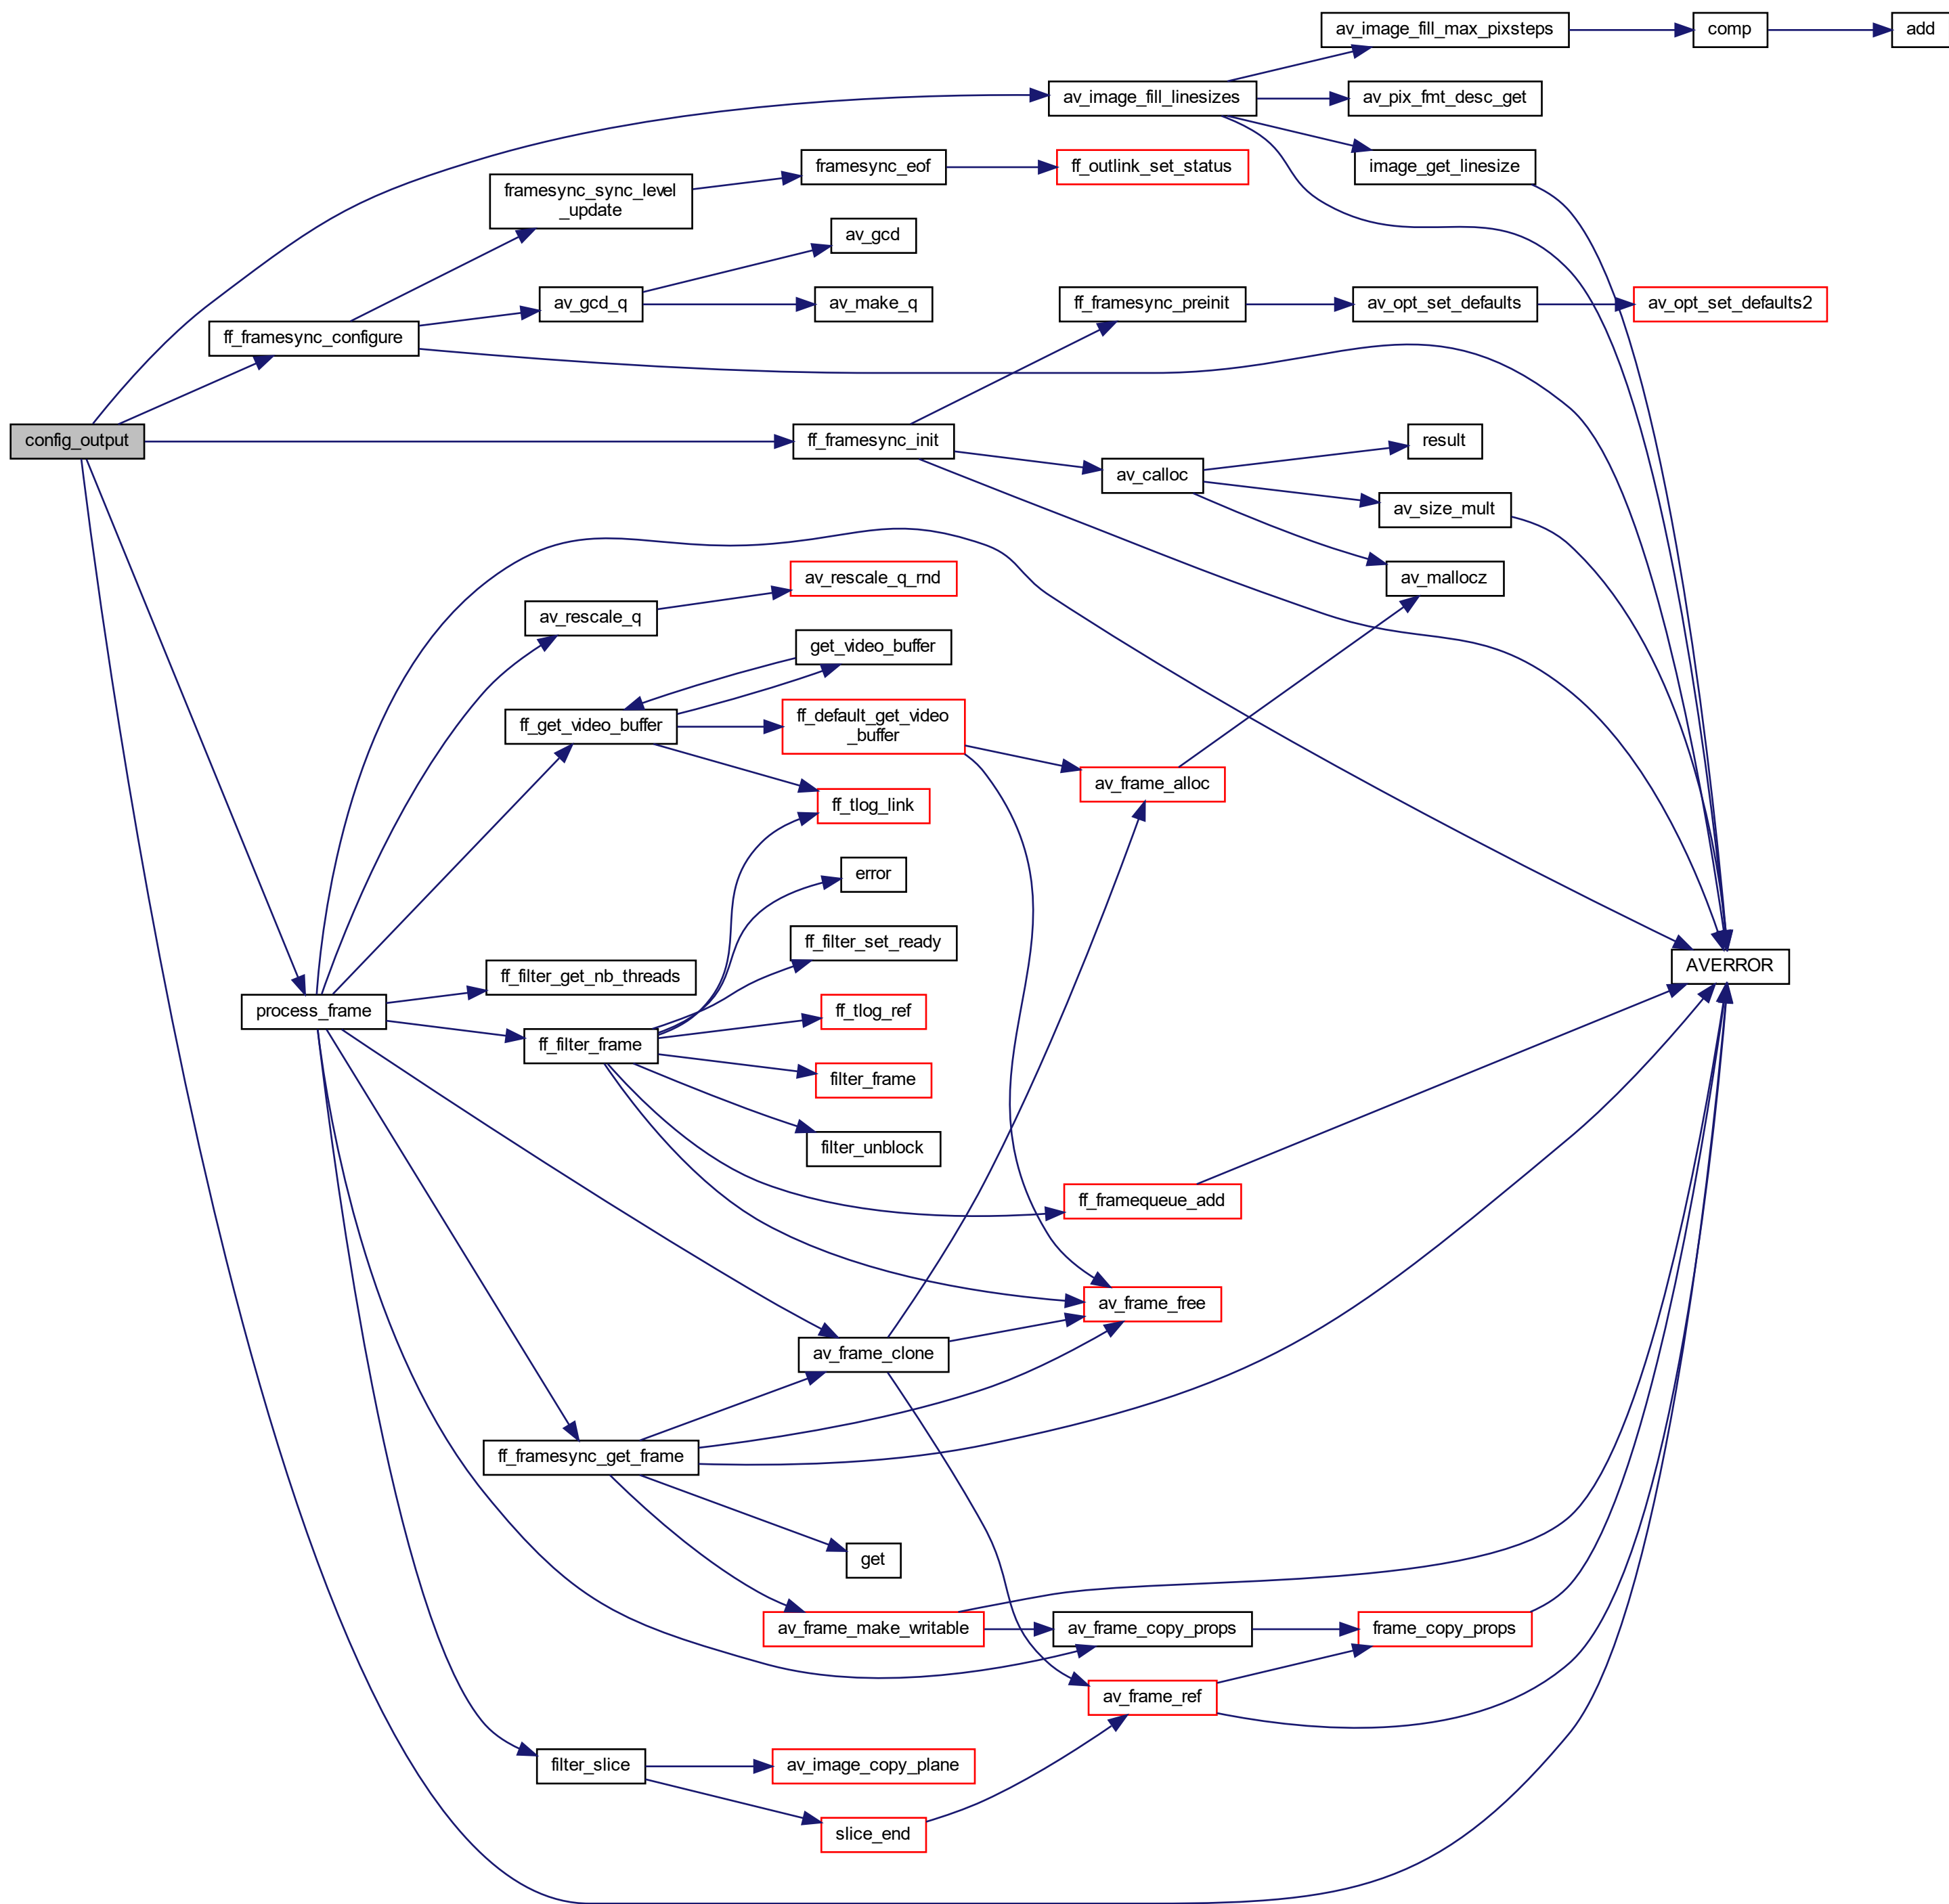 av_image_fill_max_pixsteps
comp
add
av_image_fill_linesizes
av_pix_fmt_desc_get
framesync_eof
ff_outlink_set_status
image_get_linesize
framesync_sync_level
_update
av_gcd
av_gcd_q
av_make_q
ff_framesync_preinit
av_opt_set_defaults
av_opt_set_defaults2
ff_framesync_configure
config_output
ff_framesync_init
result
av_calloc
av_size_mult
av_rescale_q_rnd
av_mallocz
av_rescale_q
get_video_buffer
ff_get_video_buffer
ff_default_get_video
_buffer
av_frame_alloc
ff_tlog_link
error
ff_filter_set_ready
AVERROR
ff_filter_get_nb_threads
process_frame
ff_tlog_ref
ff_filter_frame
filter_frame
filter_unblock
ff_framequeue_add
av_frame_free
av_frame_clone
ff_framesync_get_frame
get
av_frame_make_writable
av_frame_copy_props
frame_copy_props
av_frame_ref
filter_slice
av_image_copy_plane
slice_end